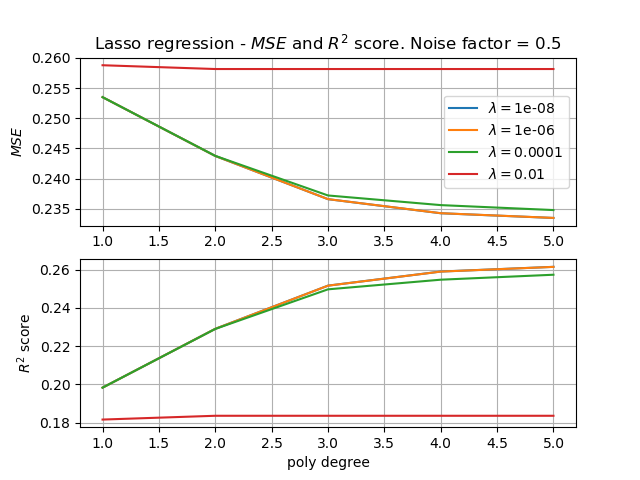 Lasso regression - MSE and R² score. Noise factor = 0.5
0.260
0.255
0.250
0.245
0.240
0.235
MSE
λ = 1e-08
λ = 1e-06
λ = 0.0001
λ = 0.01
1.0 1.5 2.0 2.5 3.0 3.5 4.0 4.5 5.0
0.26
0.24
0.22
0.20
0.18
R² score
1.0 1.5 2.0 2.5 3.0 3.5 4.0 4.5 5.0
poly degree